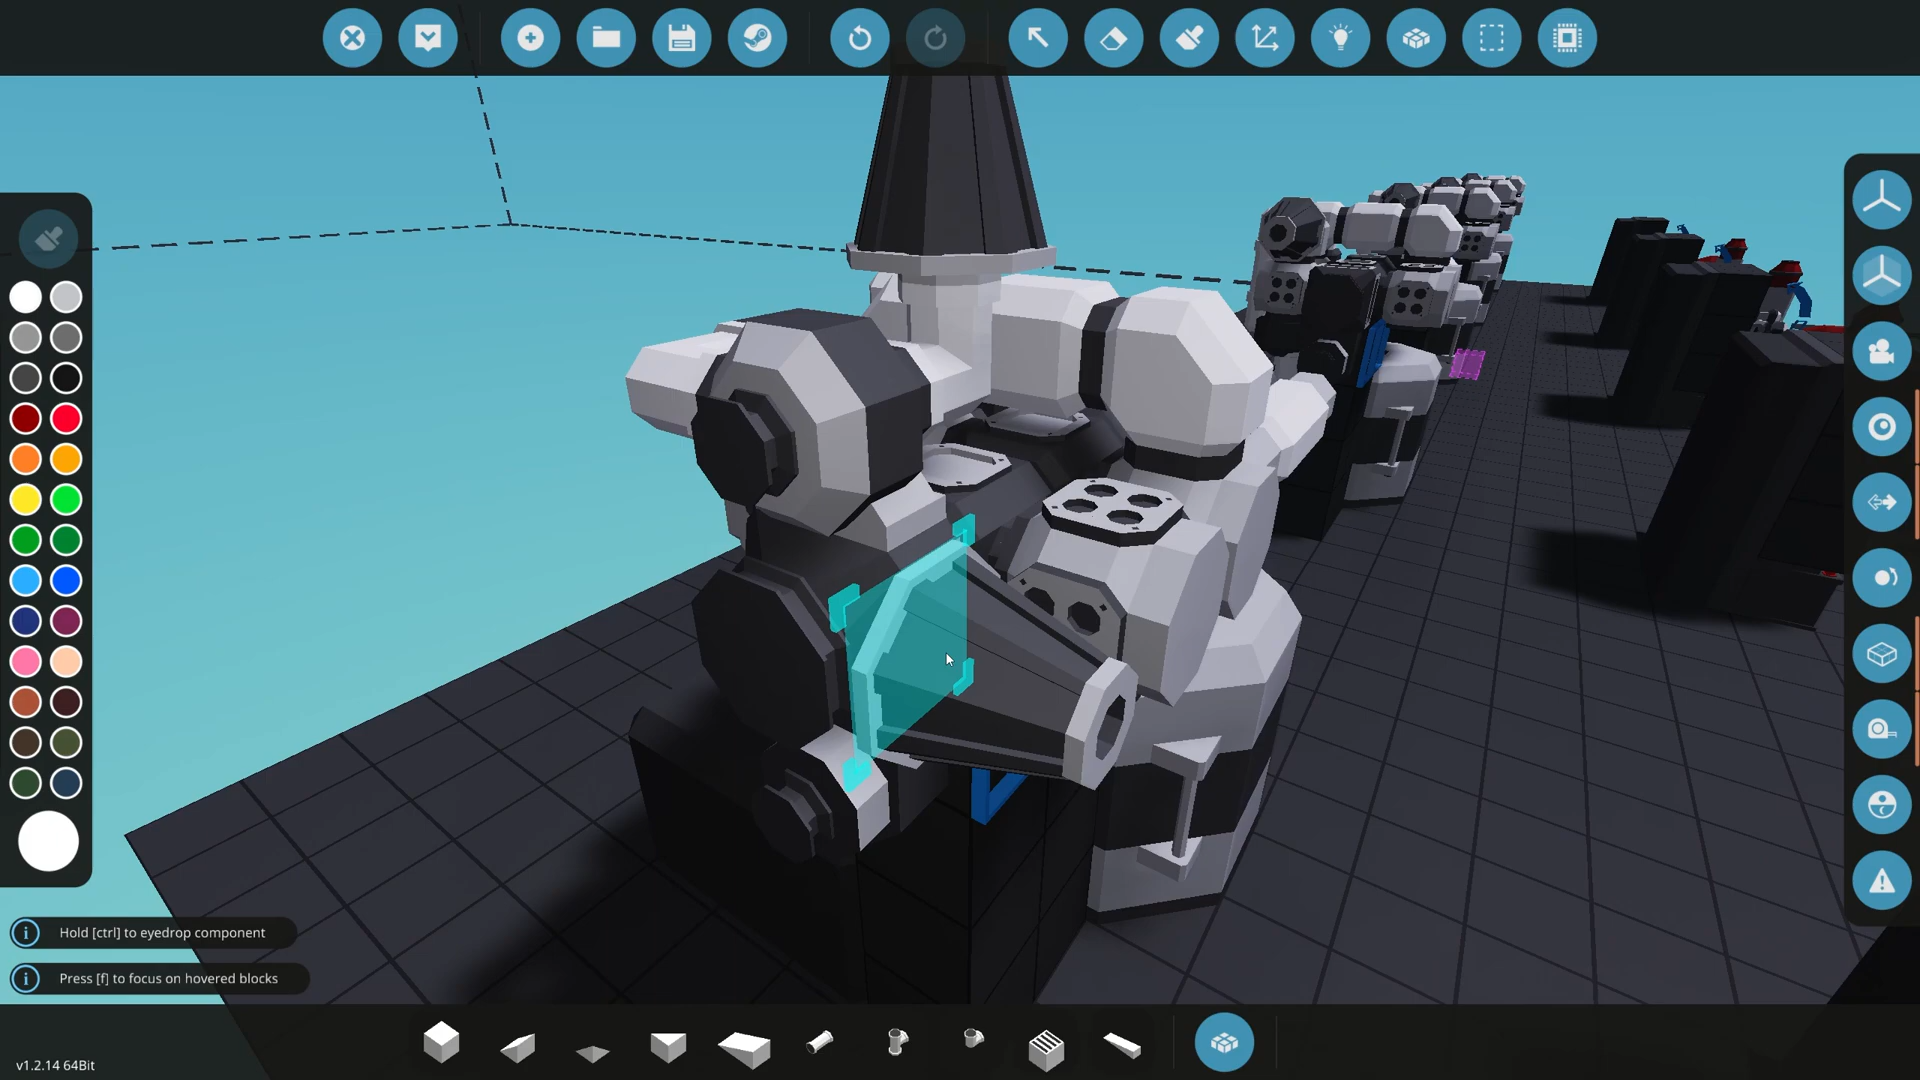 Hold [ctrl] to eyedrop component
Press [f] to focus on hovered blocks
v1.2.14 64Bit